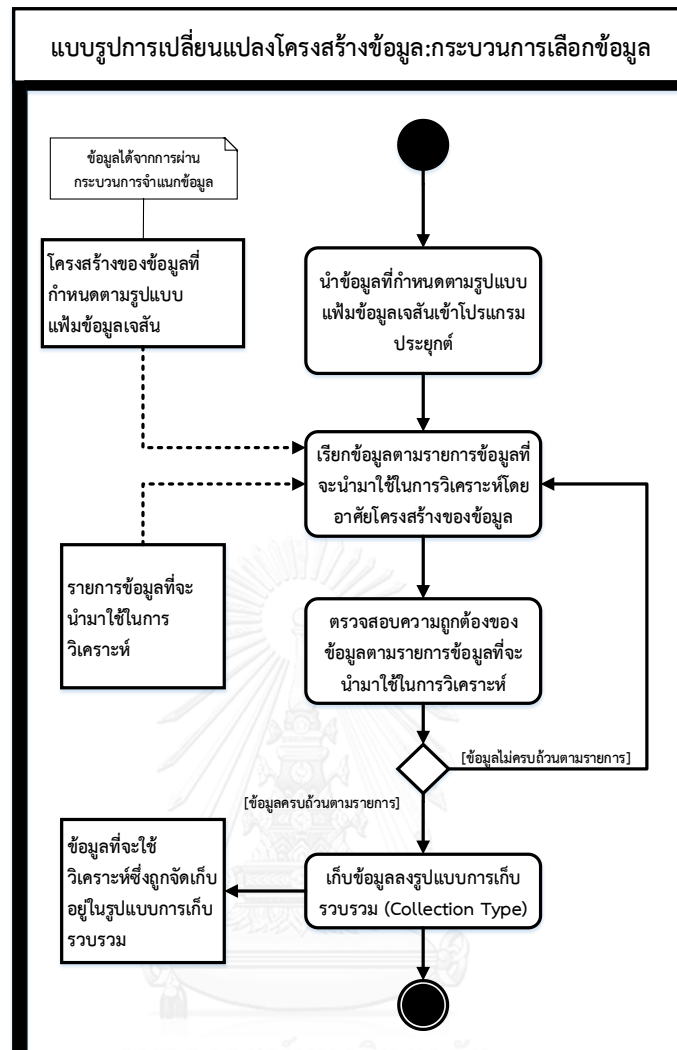 แบบรูปการเปลี่ยนแปลงโครงสร้างข้อมูล:กระบวนการเลือกข้อมูล
ข้อมูลได้จากการผ่าน
กระบวนการจำแนกข้อมูล
โครงสร้างของข้อมูลที่
กำหนดตามรูปแบบ
แฟ้มข้อมูลเจสัน
นำข้อมูลที่กำหนดตามรูปแบบ
แฟ้มข้อมูลเจสันเข้าโปรแกรม
ประยุกต์
เรียกข้อมูลตามรายการข้อมูลที่
จะนำมาใช้ในการวิเคราะห์โดย
อาศัยโครงสร้างของข้อมูล
รายการข้อมูลที่จะ
นำมาใช้ในการ
วิเคราะห์
ตรวจสอบความถูกต้องของ
ข้อมูลตามรายการข้อมูลที่จะ
นำมาใช้ในการวิเคราะห์
[ข้อมูลไม่ครบถ้วนตามรายการ]
[ข้อมูลครบถ้วนตามรายการ]
ข้อมูลที่จะใช้
วิเคราะห์ซึ่งถูกจัดเก็บ
อยู่ในรูปแบบการเก็บ
รวบรวม
เก็บข้อมูลลงรูปแบบการเก็บ
รวบรวม (Collection Type)